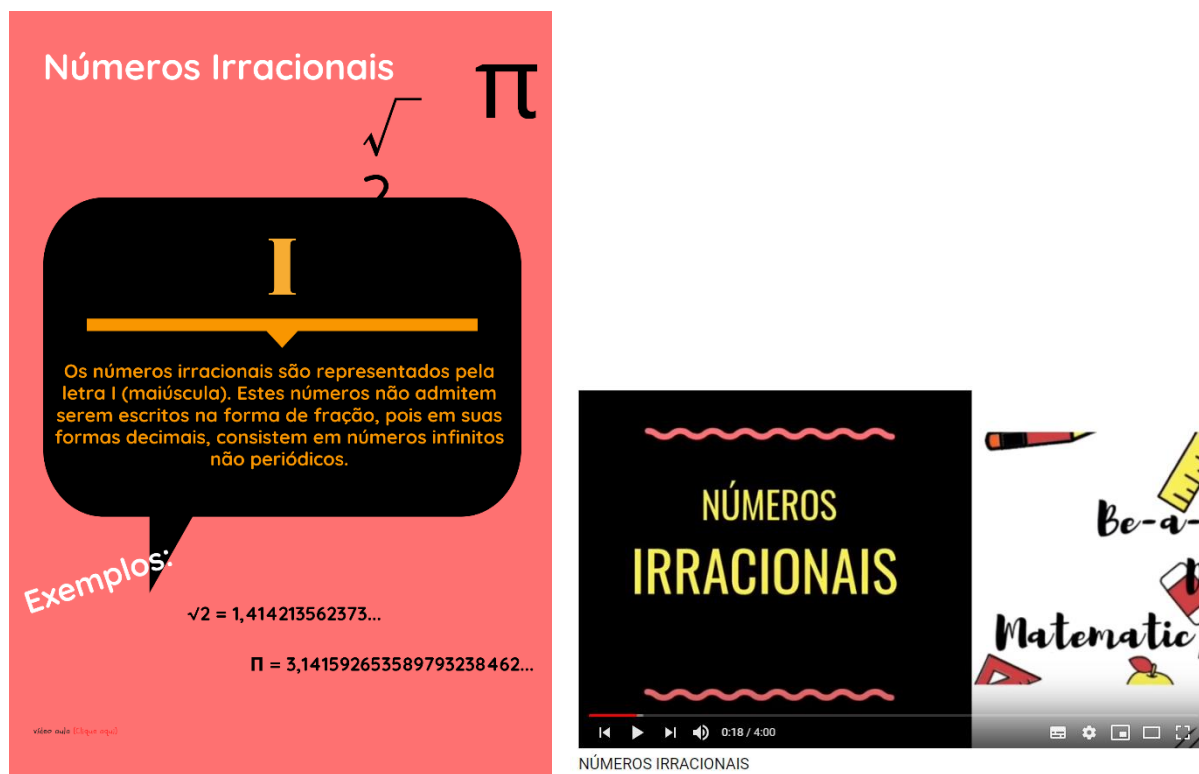 Números Irracionais
π
√
2
I
Os números irracionais são representados pela
letra I (maiúscula). Estes números não admitem
serem escritos na forma de fração, pois em suas
formas decimais, consistem em números infinitos
não periódicos.
Exemplos:
√2 = 1,414213562373...
π = 3,141592653589793238462...
vídeo aula [Clique aqui]
NÚMEROS
IRRACIONAIS
Be-a-
Matematic
0:18 / 4:00
NÚMEROS IRRACIONAIS